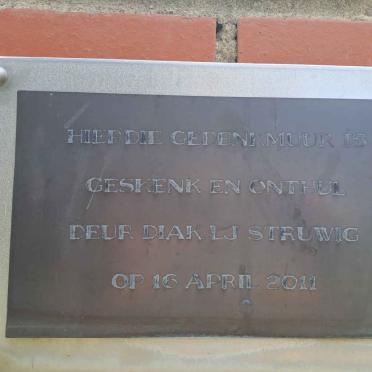 HIERDIE GEDENKMUUR IS
GESKENK EN ONTHUL
DEUR DIAK LJ STRUWIG
OP 16 APRIL 2011